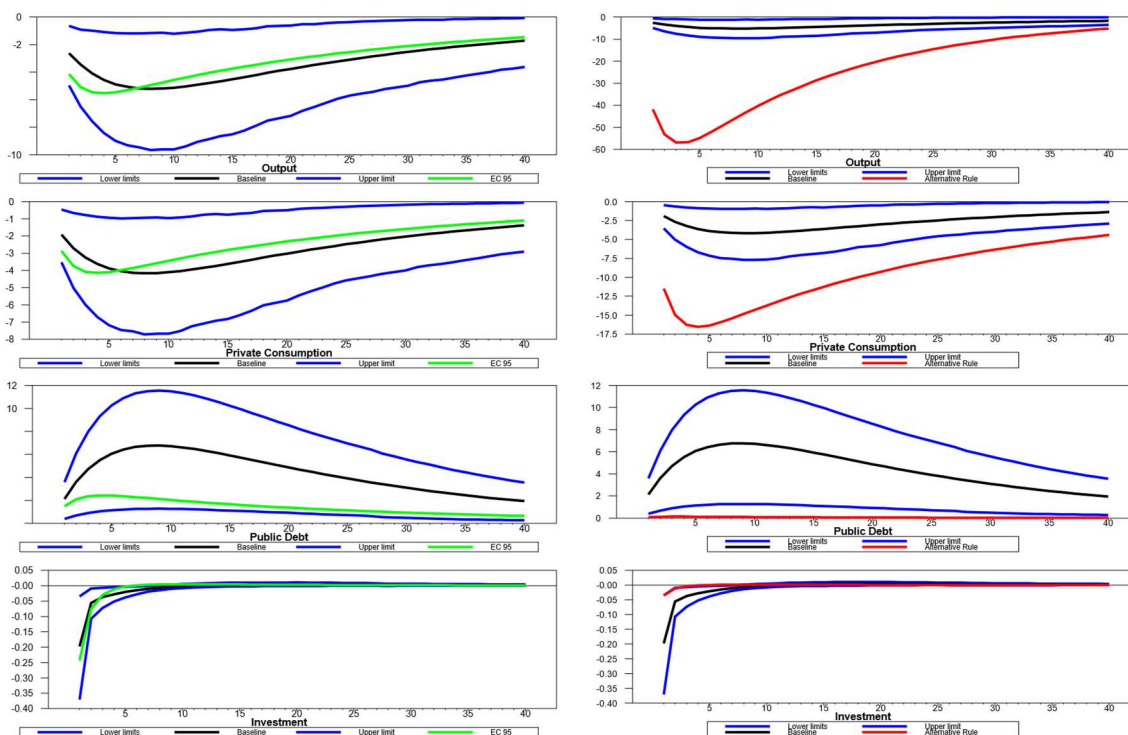 0
-2
-10
5 10 15 20 25 30 35 40
Output
Lower limits Baseline Upper limit EC 95
0
-1
-2
-3
-4
-5
-6
-7
-8
5 10 15 20 25 30 35 40
Private Consumption
Lower limits Baseline Upper limit EC 95
12
10
5 10 15 20 25 30 35 40
Public Debt
Lower limits Baseline Upper limit EC 95
0.05
-0.00
-0.05
-0.10
-0.15
-0.20
-0.25
-0.30
-0.35
-0.40
5 10 15 20 25 30 35 40
Investment
Lower limits Baseline Upper limit EC 95
0
-10
-20
-30
-40
-50
-60
5 10 15 20 25 30 35 40
Output
Lower limits Upper limit
Baseline Alternative Rule
0.0
-2.5
-5.0
-7.5
-10.0
-12.5
-15.0
-17.5
5 10 15 20 25 30 35 40
Private Consumption
Lower limits Upper limit
Baseline Alternative Rule
12
10
8
6
4
2
0
5 10 15 20 25 30 35 40
Public Debt
Lower limits Upper limit
Baseline Alternative Rule
0.05
-0.00
-0.05
-0.10
-0.15
-0.20
-0.25
-0.30
-0.35
-0.40
5 10 15 20 25 30 35 40
Investment
Lower limits Upper limit
Baseline Alternative Rule